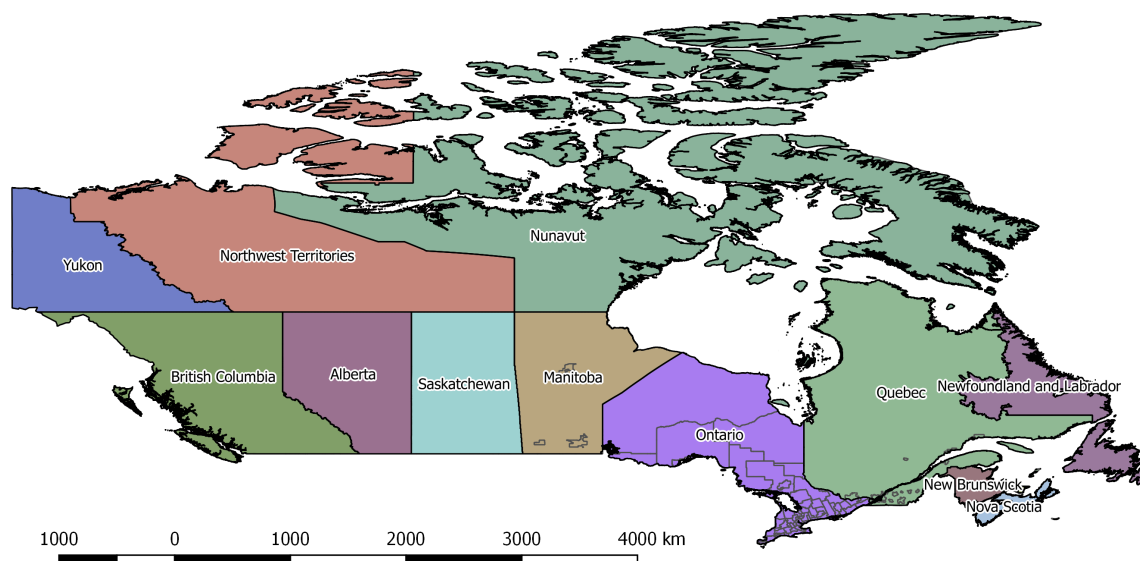 Nunavut
Northwest Territories
Yukon
Alberta
British Columbia
Manitoba
Saskatchewan
Newfoundland and Labrador
Quebec
Ontario
New Brunswick
Nova Scotia
1000 0 1000 2000 3000 4000 km